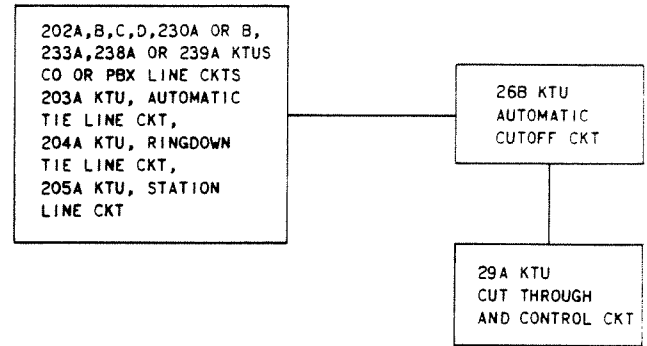 202A,B,C,D,230A OR B,
233A,238A OR 239A KTUS
CO OR PBX LINE CKTS
203A KTU, AUTOMATIC
TIE LINE CKT,
204A KTU, RINGDOWN
TIE LINE CKT,
205A KTU, STATION
LINE CKT
26B KTU
AUTOMATIC
CUTOFF CKT
29A KTU
CUT THROUGH
AND CONTROL CKT